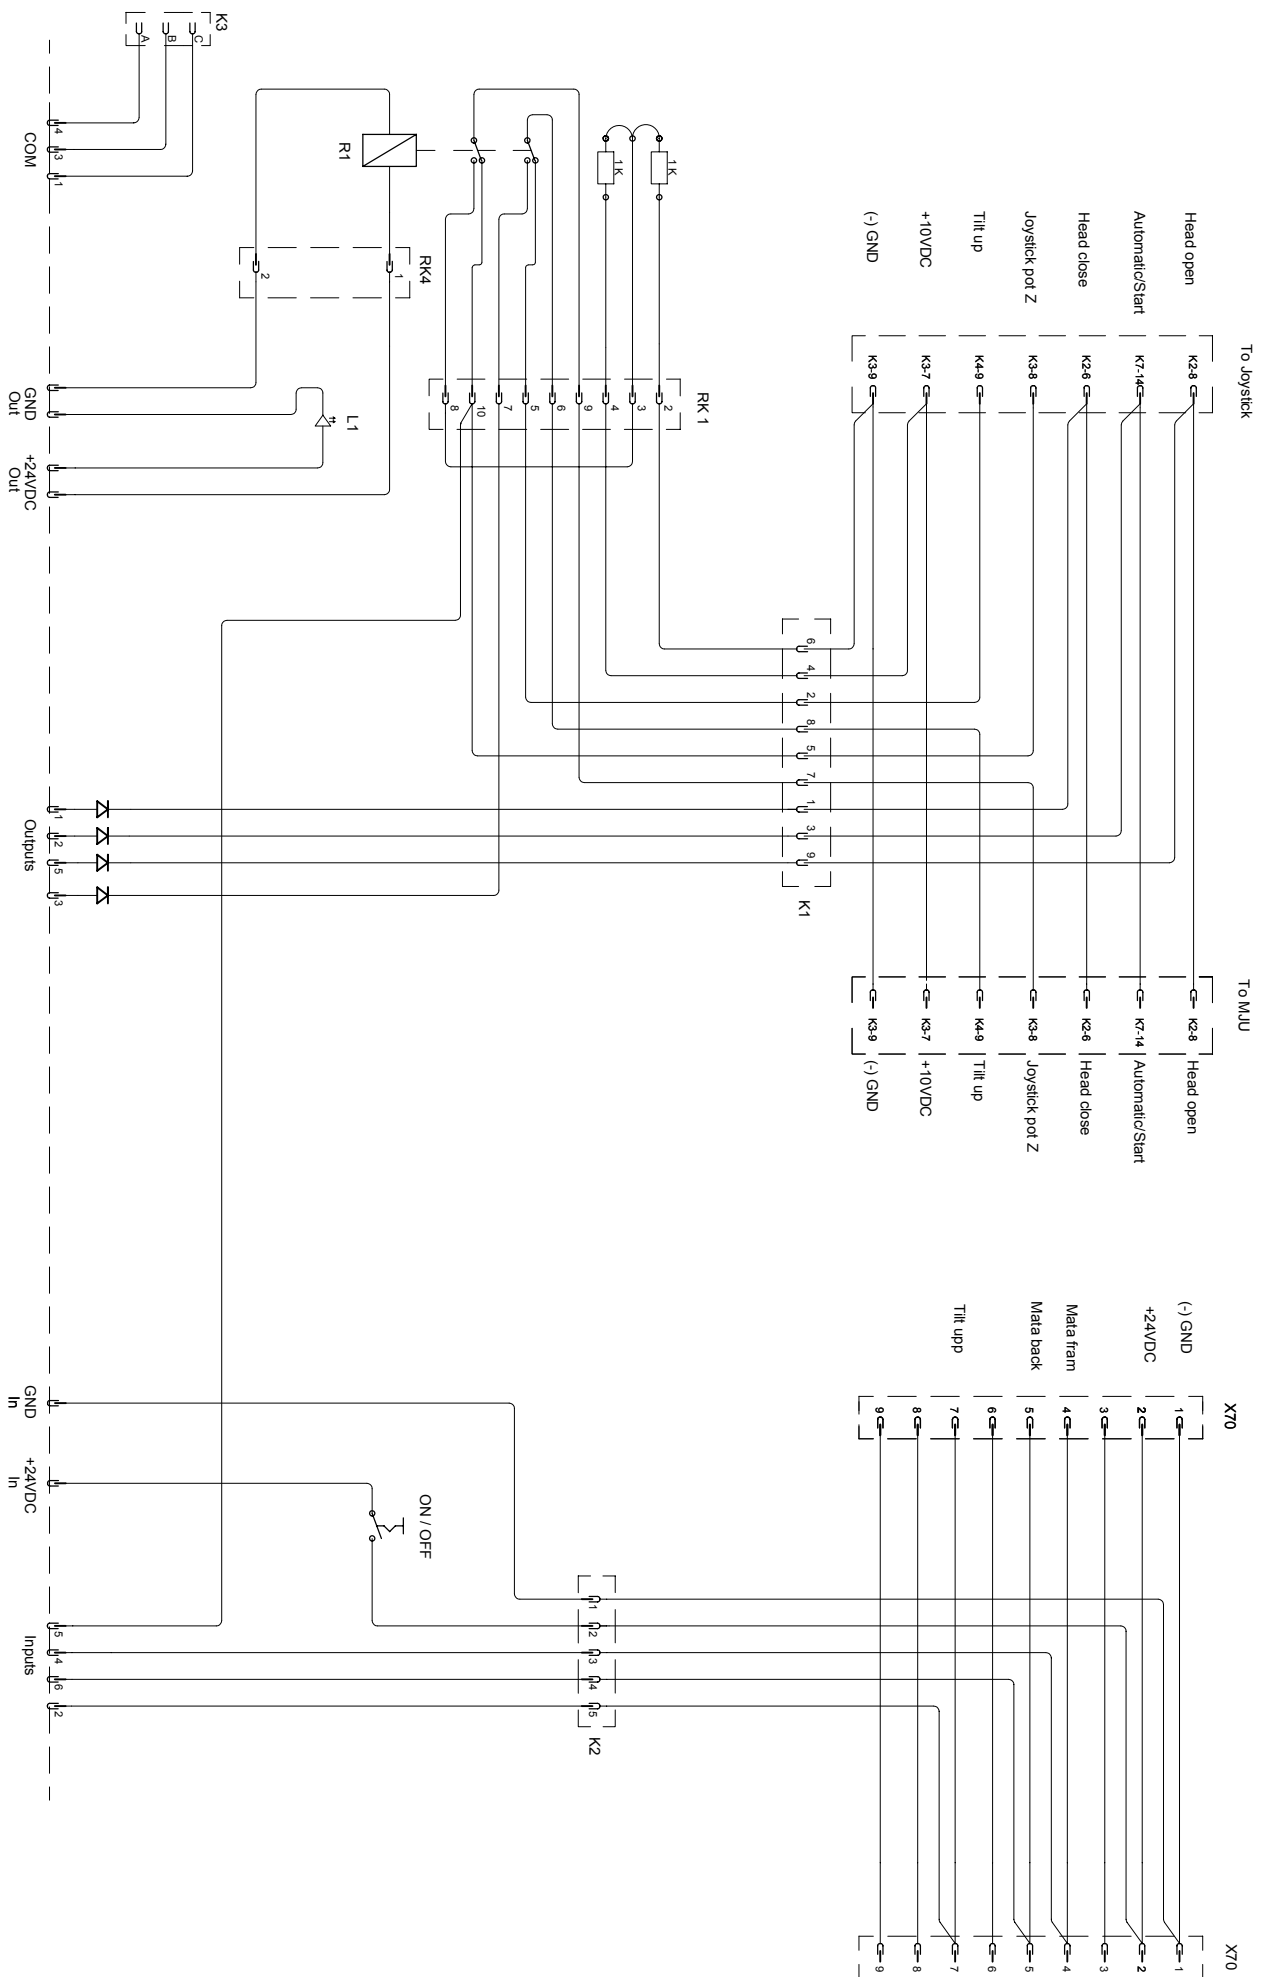 To Joystick
Head open
Automatic/Start
Head close
Joystick pot Z
Tilt up
+10VDC
(-) GND
K2-8
K7-14
K2-6
K3-8
K4-9
K3-7
K3-9
To MJU
K2-8
K7-14
K2-6
K3-8
K4-9
K3-7
K3-9
Head open
Automatic/Start
Head close
Joystick pot Z
Tilt up
+10VDC
(-) GND
X70
(-) GND
+24VDC
Mata fram
Mata back
Tilt upp
1
2
3
4
5
6
7
8
9
X70
1
2
3
4
5
6
7
8
9
K1
6
4
2
8
5
7
1
3
9
RK 1
2
3
4
9
6
5
7
10
8
1K
1K
K2
1
2
3
4
5
ON / OFF
RK4
1
2
R1
L1
K3
C
B
A
4
3
1
COM
GND
Out
+24VDC
Out
1
2
5
3
Outputs
GND
In
+24VDC
In
5
4
6
2
Inputs